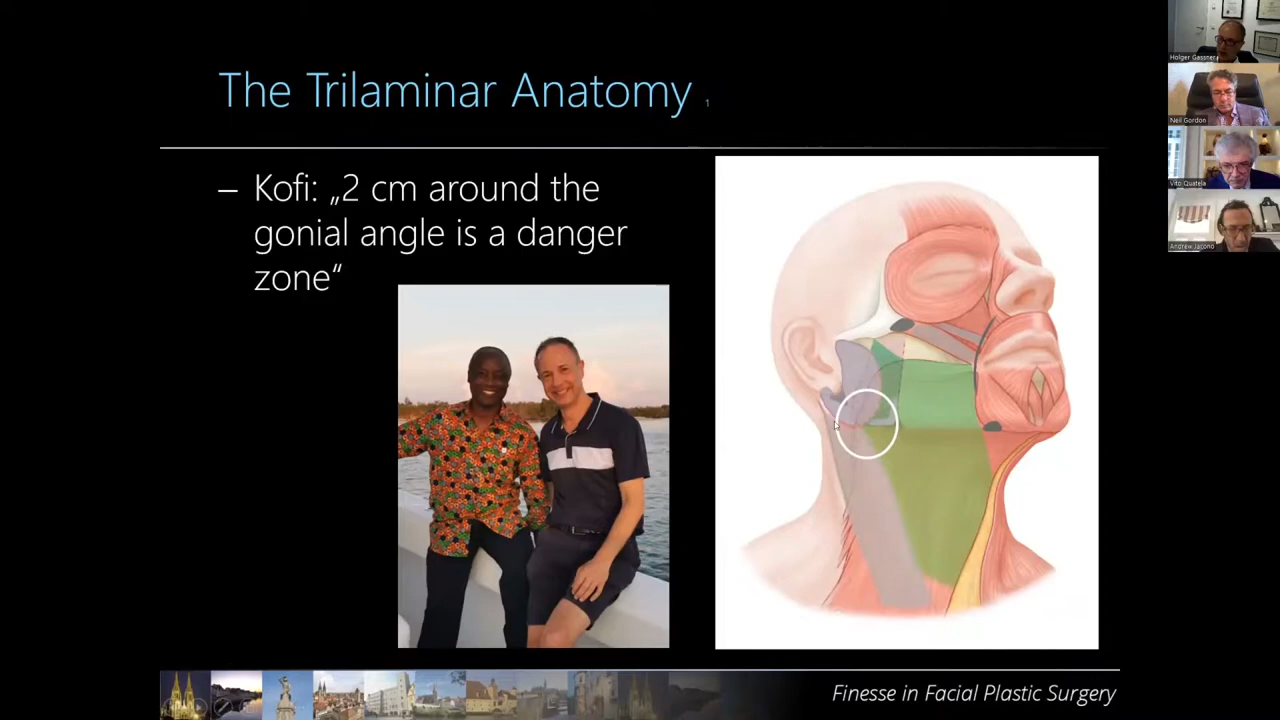 The Trilaminar Anatomy 1
– Kofi: „2 cm around the
gonial angle is a danger
zone“
Finesse in Facial Plastic Surgery
Holger Gassner
Neil Gordon
Vito Quatela
Andrew Jacono